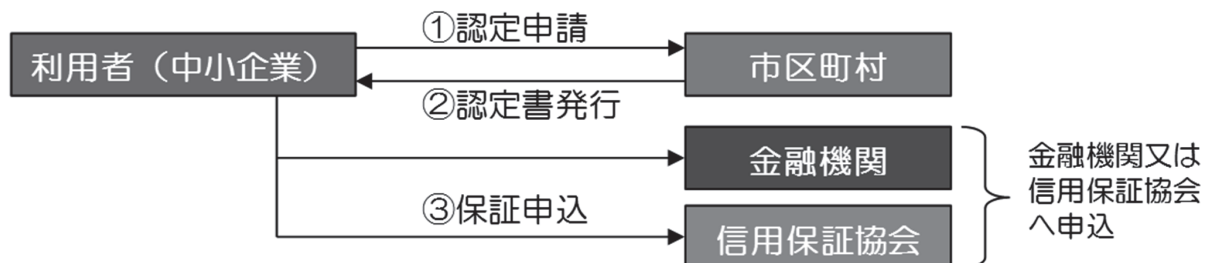 ①認定申請
利用者（中小企業）
市区町村
②認定書発行
金融機関
③保証申込
信用保証協会
金融機関又は
信用保証協会
へ申込